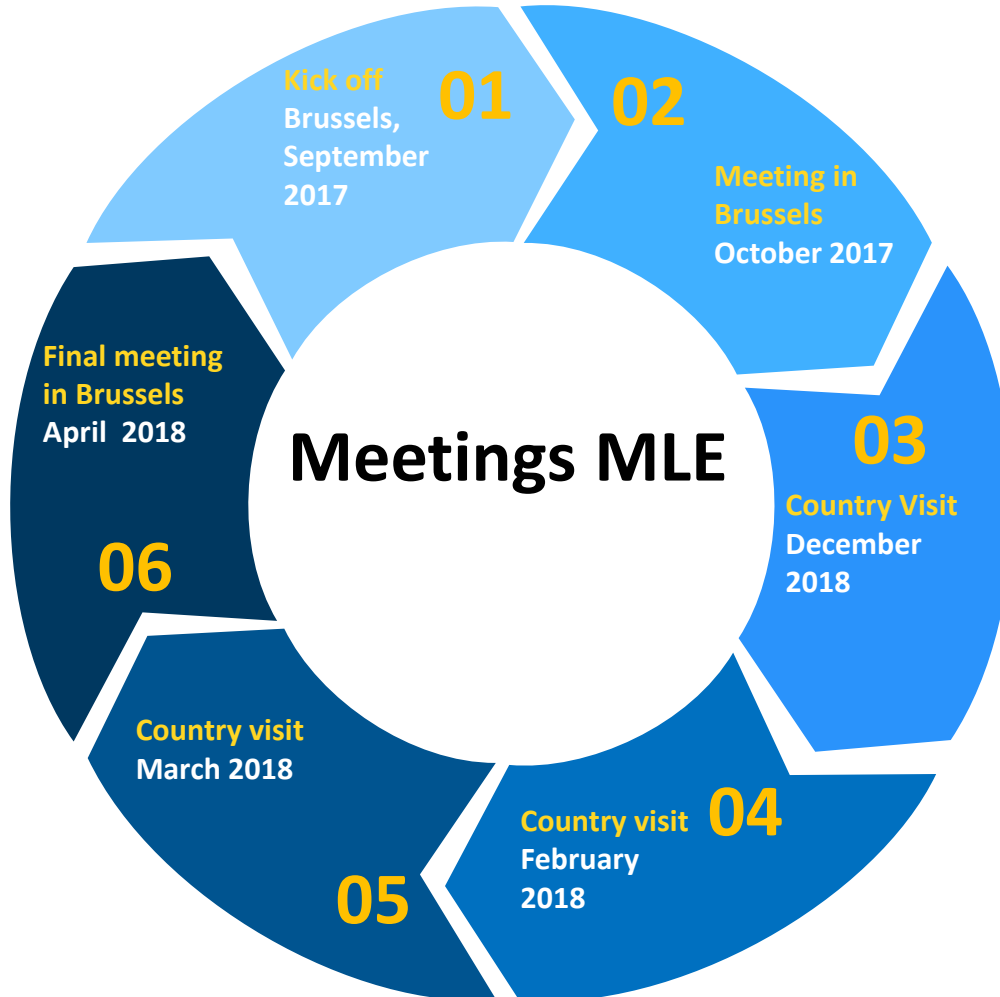 01
Kick off
Brussels,
September
2017
02
Meeting in
Brussels
October 2017
03
Country Visit
December
2018
04
Country visit
February
2018
05
Country visit
March 2018
06
Final meeting
in Brussels
April 2018
Meetings MLE